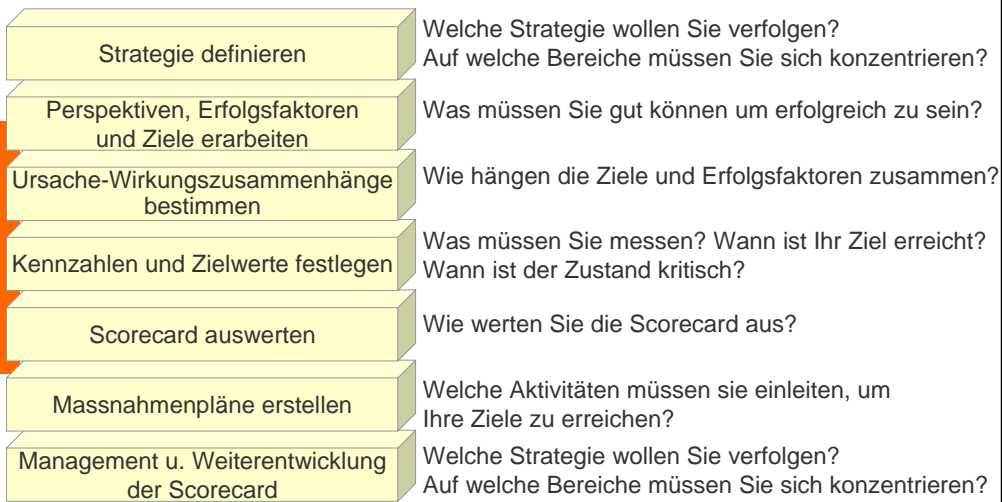 Strategie definieren
Welche Strategie wollen Sie verfolgen?
Auf welche Bereiche müssen Sie sich konzentrieren?
Perspektiven, Erfolgsfaktoren
und Ziele erarbeiten
Was müssen Sie gut können um erfolgreich zu sein?
Ursache-Wirkungszusammenhänge
bestimmen
Wie hängen die Ziele und Erfolgsfaktoren zusammen?
Kennzahlen und Zielwerte festlegen
Was müssen Sie messen? Wann ist Ihr Ziel erreicht?
Wann ist der Zustand kritisch?
Scorecard auswerten
Wie werten Sie die Scorecard aus?
Massnahmenpläne erstellen
Welche Aktivitäten müssen sie einleiten, um
Ihre Ziele zu erreichen?
Management u. Weiterentwicklung
der Scorecard
Welche Strategie wollen Sie verfolgen?
Auf welche Bereiche müssen Sie sich konzentrieren?